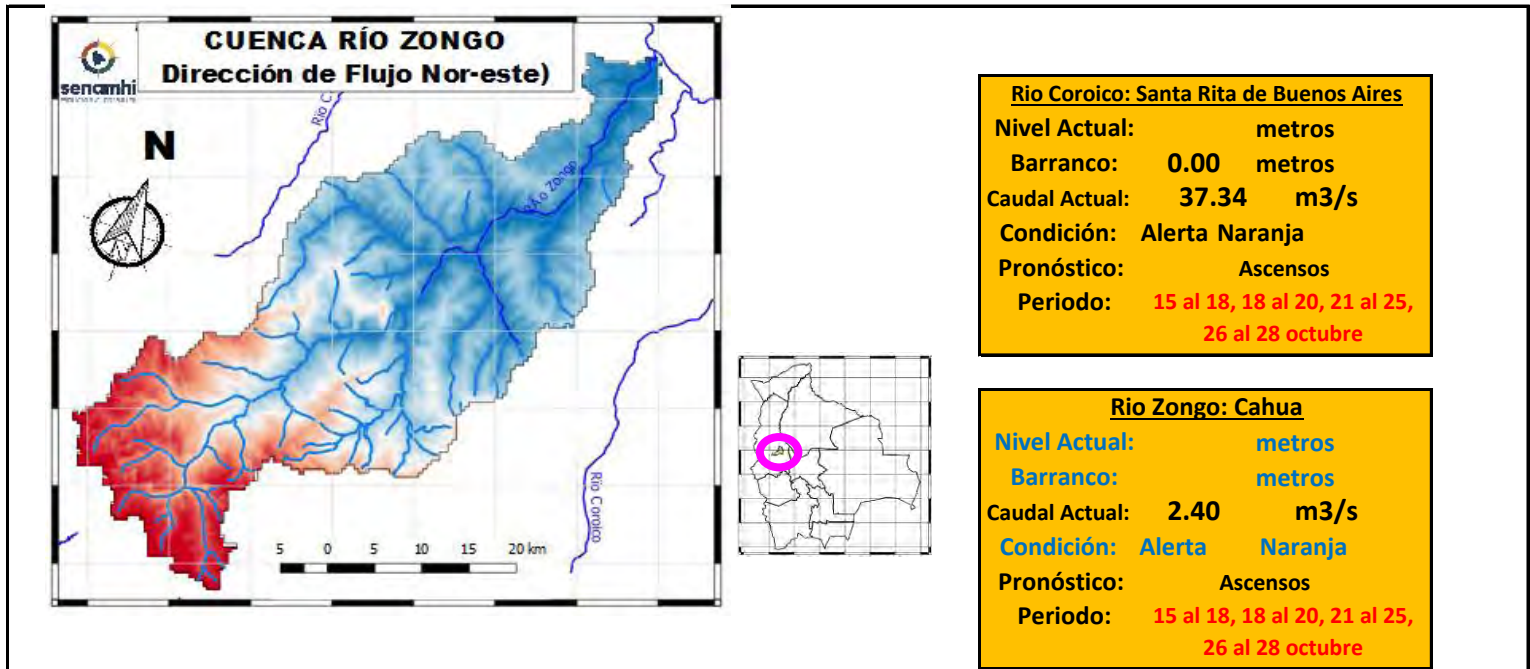 CUENCA RÍO ZONGO
Dirección de Flujo Nor-este)
senamhi
N
Río Coroico
5 0 5 10 15 20 km
Rio Coroico: Santa Rita de Buenos Aires
Nivel Actual: metros
Barranco: 0.00 metros
Caudal Actual: 37.34 m3/s
Condición: Alerta Naranja
Pronóstico: Ascensos
Periodo: 15 al 18, 18 al 20, 21 al 25,
26 al 28 octubre
Rio Zongo: Cahua
Nivel Actual: metros
Barranco: metros
Caudal Actual: 2.40 m3/s
Condición: Alerta Naranja
Pronóstico: Ascensos
Periodo: 15 al 18, 18 al 20, 21 al 25,
26 al 28 octubre